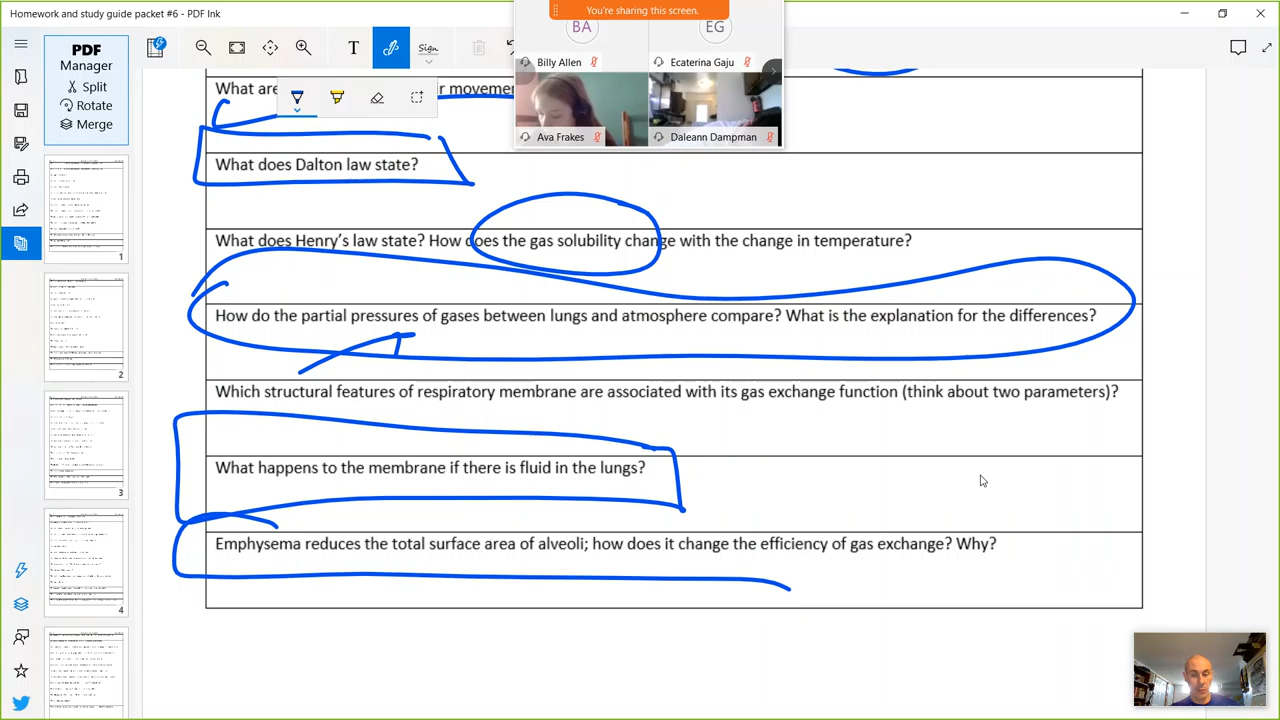 Homework and study guide packet #6 - PDF Ink
You're sharing this screen.
PDF
Manager
Split
Rotate
Merge
T
Sign
BA
EG
Billy Allen
Ecaterina Gaju
Ava Frakes
Daleann Dampman
What are
r movemen
What does Dalton law state?
What does Henry's law state? How does the gas solubility change with the change in temperature?
How do the partial pressures of gases between lungs and atmosphere compare? What is the explanation for the differences?
Which structural features of respiratory membrane are associated with its gas exchange function (think about two parameters)?
What happens to the membrane if there is fluid in the lungs?
Emphysema reduces the total surface area of alveoli; how does it change the efficiency of gas exchange? Why?
1
2
3
4